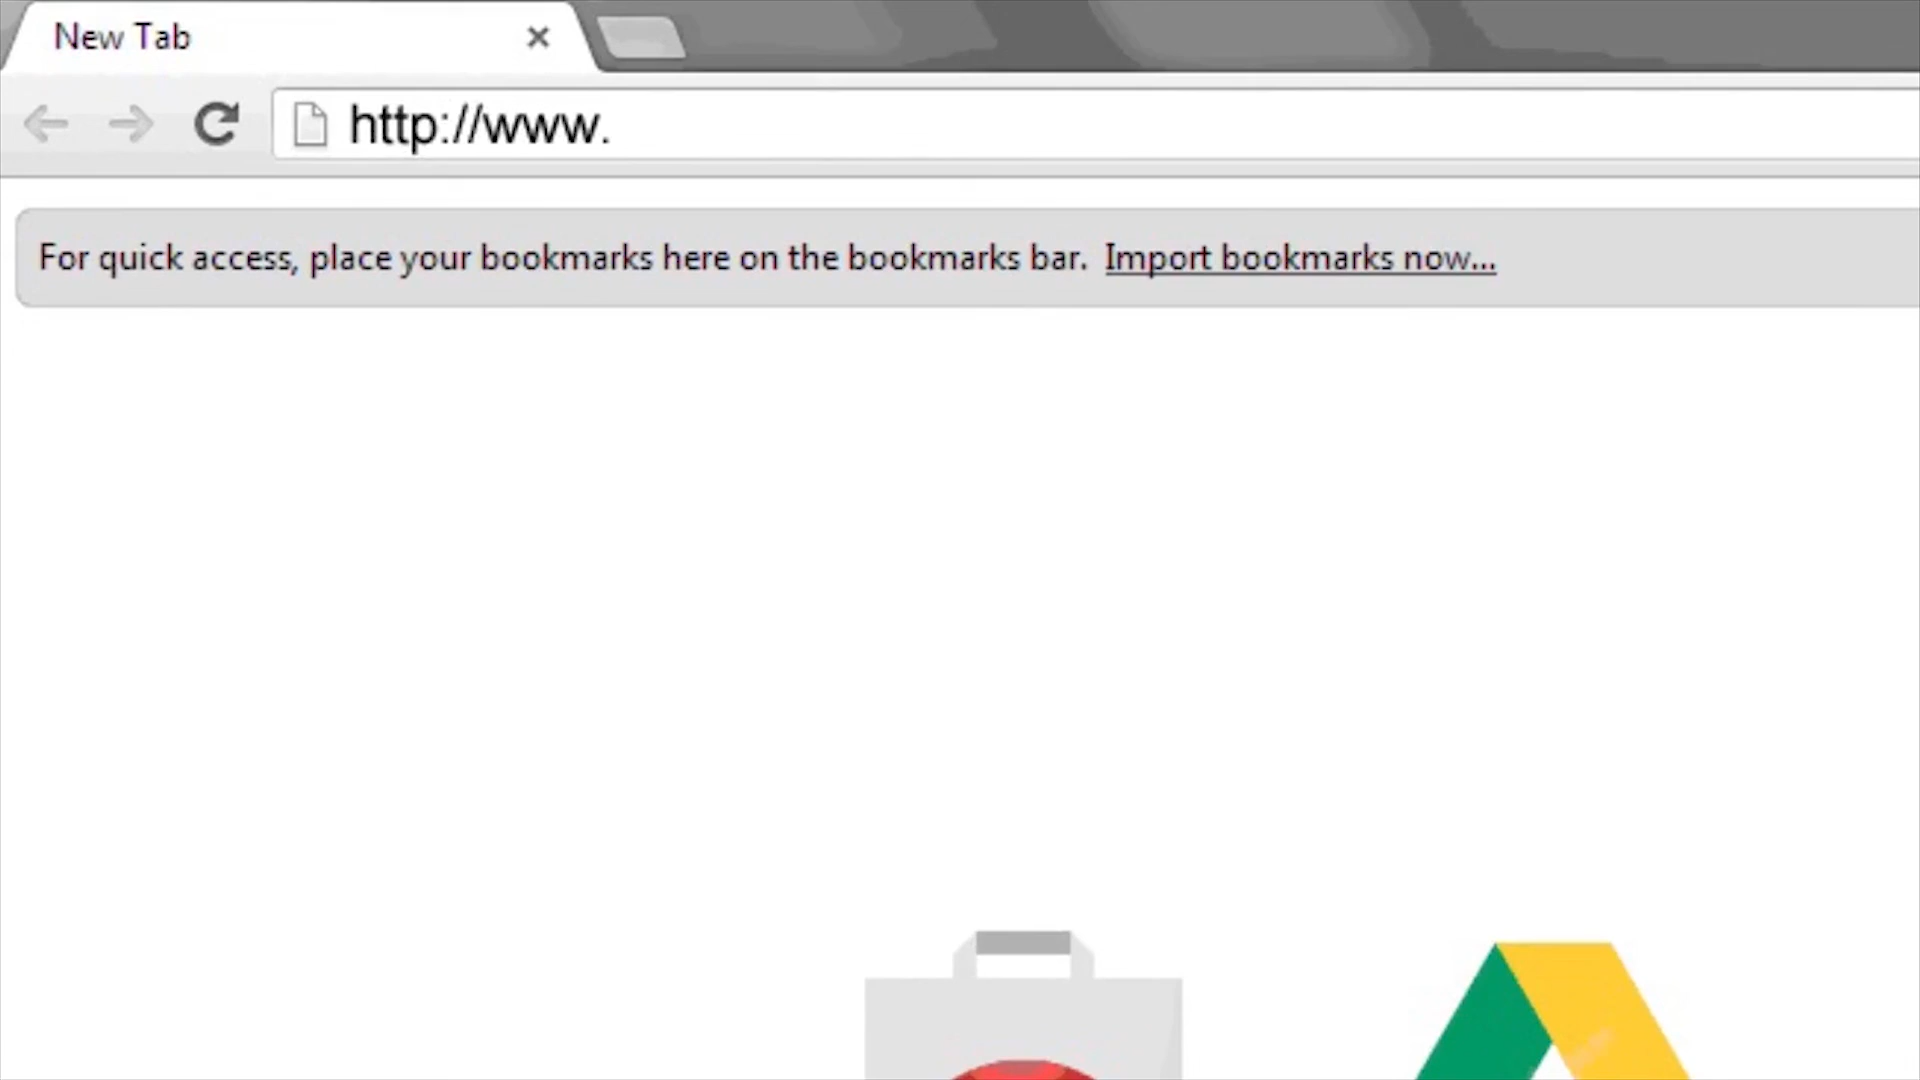 New Tab
http://www.
For quick access, place your bookmarks here on the bookmarks bar. Import bookmarks now...